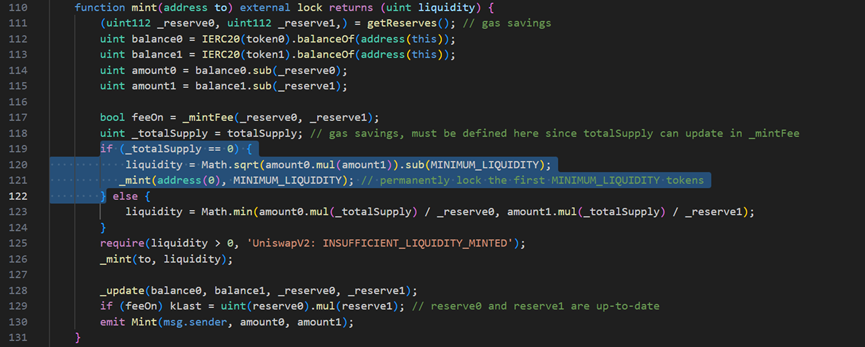 110 function mint(address to) external lock returns (uint liquidity) {
111 (uint112 _reserve0, uint112 _reserve1,) = getReserves(); // gas savings
112 uint balance0 = IERC20(token0).balanceOf(address(this));
113 uint balance1 = IERC20(token1).balanceOf(address(this));
114 uint amount0 = balance0.sub(_reserve0);
115 uint amount1 = balance1.sub(_reserve1);
116
117 bool feeOn = _mintFee(_reserve0, _reserve1);
118 uint _totalSupply = totalSupply; // gas savings, must be defined here since totalSupply can update in _mintFee
119 if (_totalSupply == 0) {
120 liquidity = Math.sqrt(amount0.mul(amount1)).sub(MINIMUM_LIQUIDITY);
121 _mint(address(0), MINIMUM_LIQUIDITY); // permanently lock the first MINIMUM_LIQUIDITY tokens
122 } else {
123 liquidity = Math.min(amount0.mul(_totalSupply) / _reserve0, amount1.mul(_totalSupply) / _reserve1);
124 }
125 require(liquidity > 0, 'UniswapV2: INSUFFICIENT_LIQUIDITY_MINTED');
126 _mint(to, liquidity);
127
128 _update(balance0, balance1, _reserve0, _reserve1);
129 if (feeOn) kLast = uint(reserve0).mul(reserve1); // reserve0 and reserve1 are up-to-date
130 emit Mint(msg.sender, amount0, amount1);
131 }